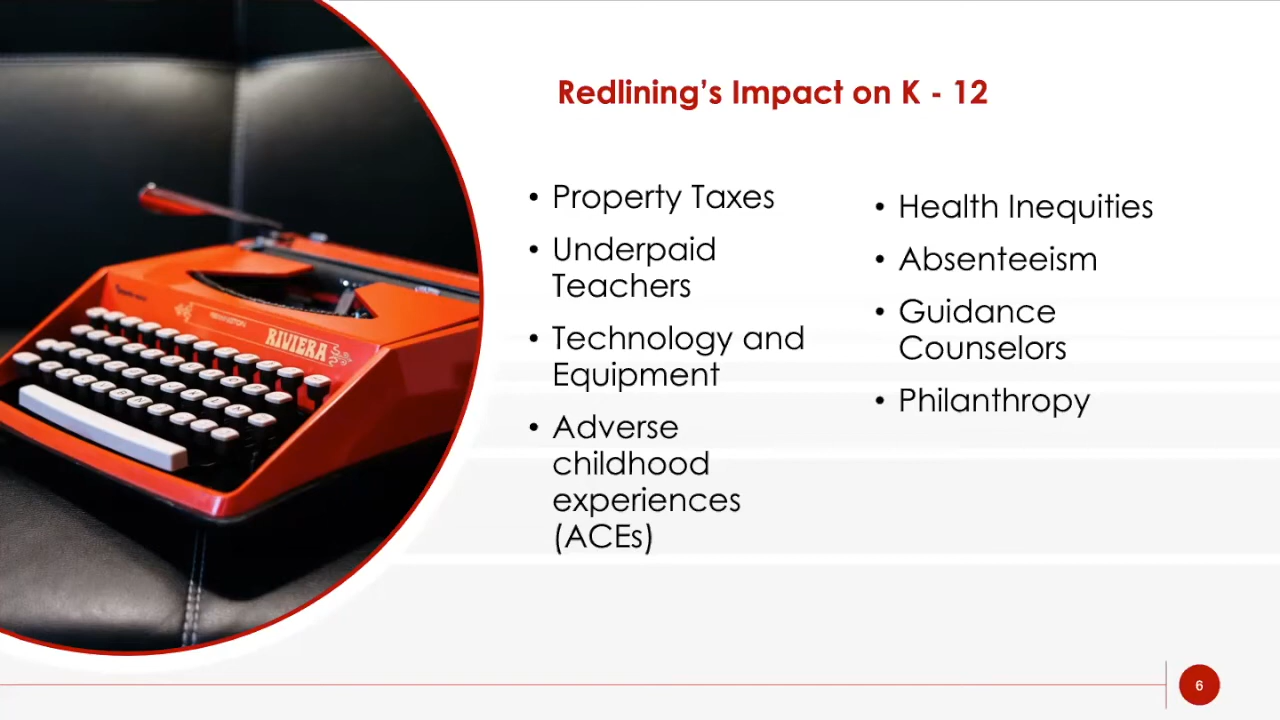 Redlining's Impact on K - 12
• Property Taxes
• Underpaid
Teachers
• Technology and
Equipment
• Adverse
childhood
experiences
(ACEs)
• Health Inequities
• Absenteeism
• Guidance
Counselors
• Philanthropy
RIVIERA
6